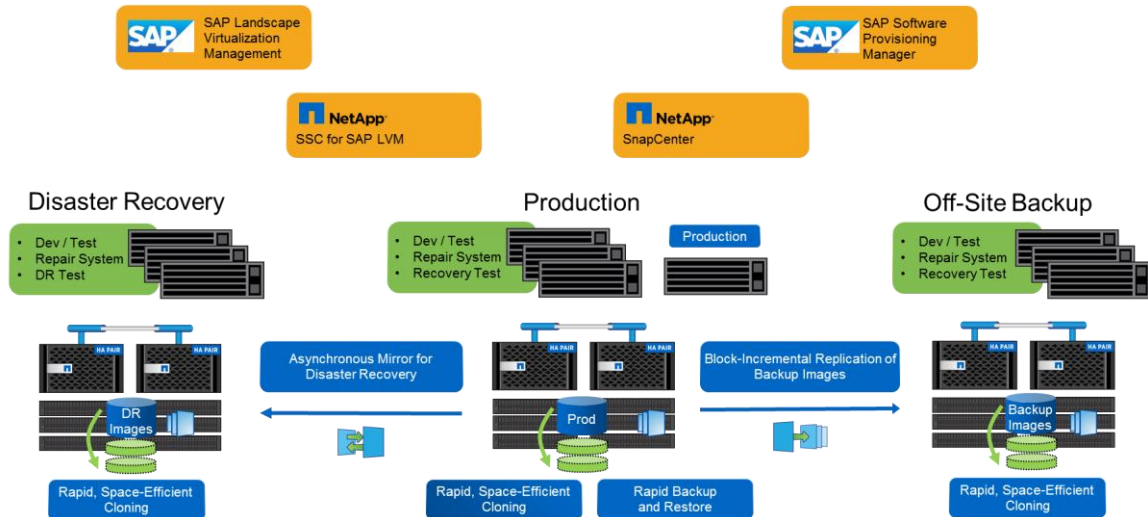 SAP
SAP Landscape
Virtualization
Management
SAP
SAP Software
Provisioning
Manager
NetApp
SSC for SAP LVM
NetApp
SnapCenter
Disaster Recovery
• Dev / Test
• Repair System
• DR Test
Production
• Dev / Test
• Repair System
• Recovery Test
Production
Off-Site Backup
• Dev / Test
• Repair System
• Recovery Test
HA PAIR
HA PAIR
Asynchronous Mirror for
Disaster Recovery
HA PAIR
HA PAIR
Block-Incremental Replication of
Backup Images
HA PAIR
HA PAIR
DR
Images
Prod
Backup
Images
Rapid, Space-Efficient
Cloning
Rapid, Space-Efficient
Cloning
Rapid Backup
and Restore
Rapid, Space-Efficient
Cloning